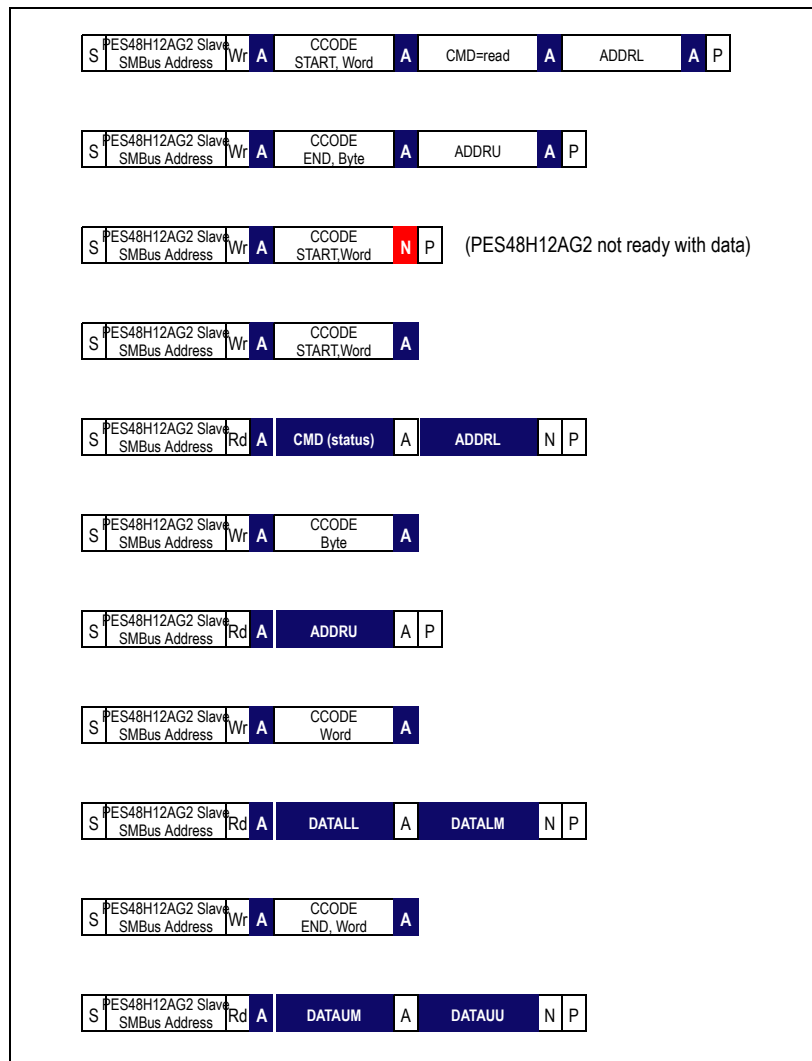 S PES48H12AG2 Slave SMBus Address Wr A CCODE START, Word A CMD=read A ADDRL A P
S PES48H12AG2 Slave SMBus Address Wr A CCODE END, Byte A ADDRU A P
S PES48H12AG2 Slave SMBus Address Wr A CCODE START,Word N P (PES48H12AG2 not ready with data)
S PES48H12AG2 Slave SMBus Address Wr A CCODE START,Word A
S PES48H12AG2 Slave SMBus Address Rd A CMD (status) A ADDRL N P
S PES48H12AG2 Slave SMBus Address Wr A CCODE Byte A
S PES48H12AG2 Slave SMBus Address Rd A ADDRU A P
S PES48H12AG2 Slave SMBus Address Wr A CCODE Word A
S PES48H12AG2 Slave SMBus Address Rd A DATALL A DATALM N P
S PES48H12AG2 Slave SMBus Address Wr A CCODE END, Word A
S PES48H12AG2 Slave SMBus Address Rd A DATAUM A DATAUU N P